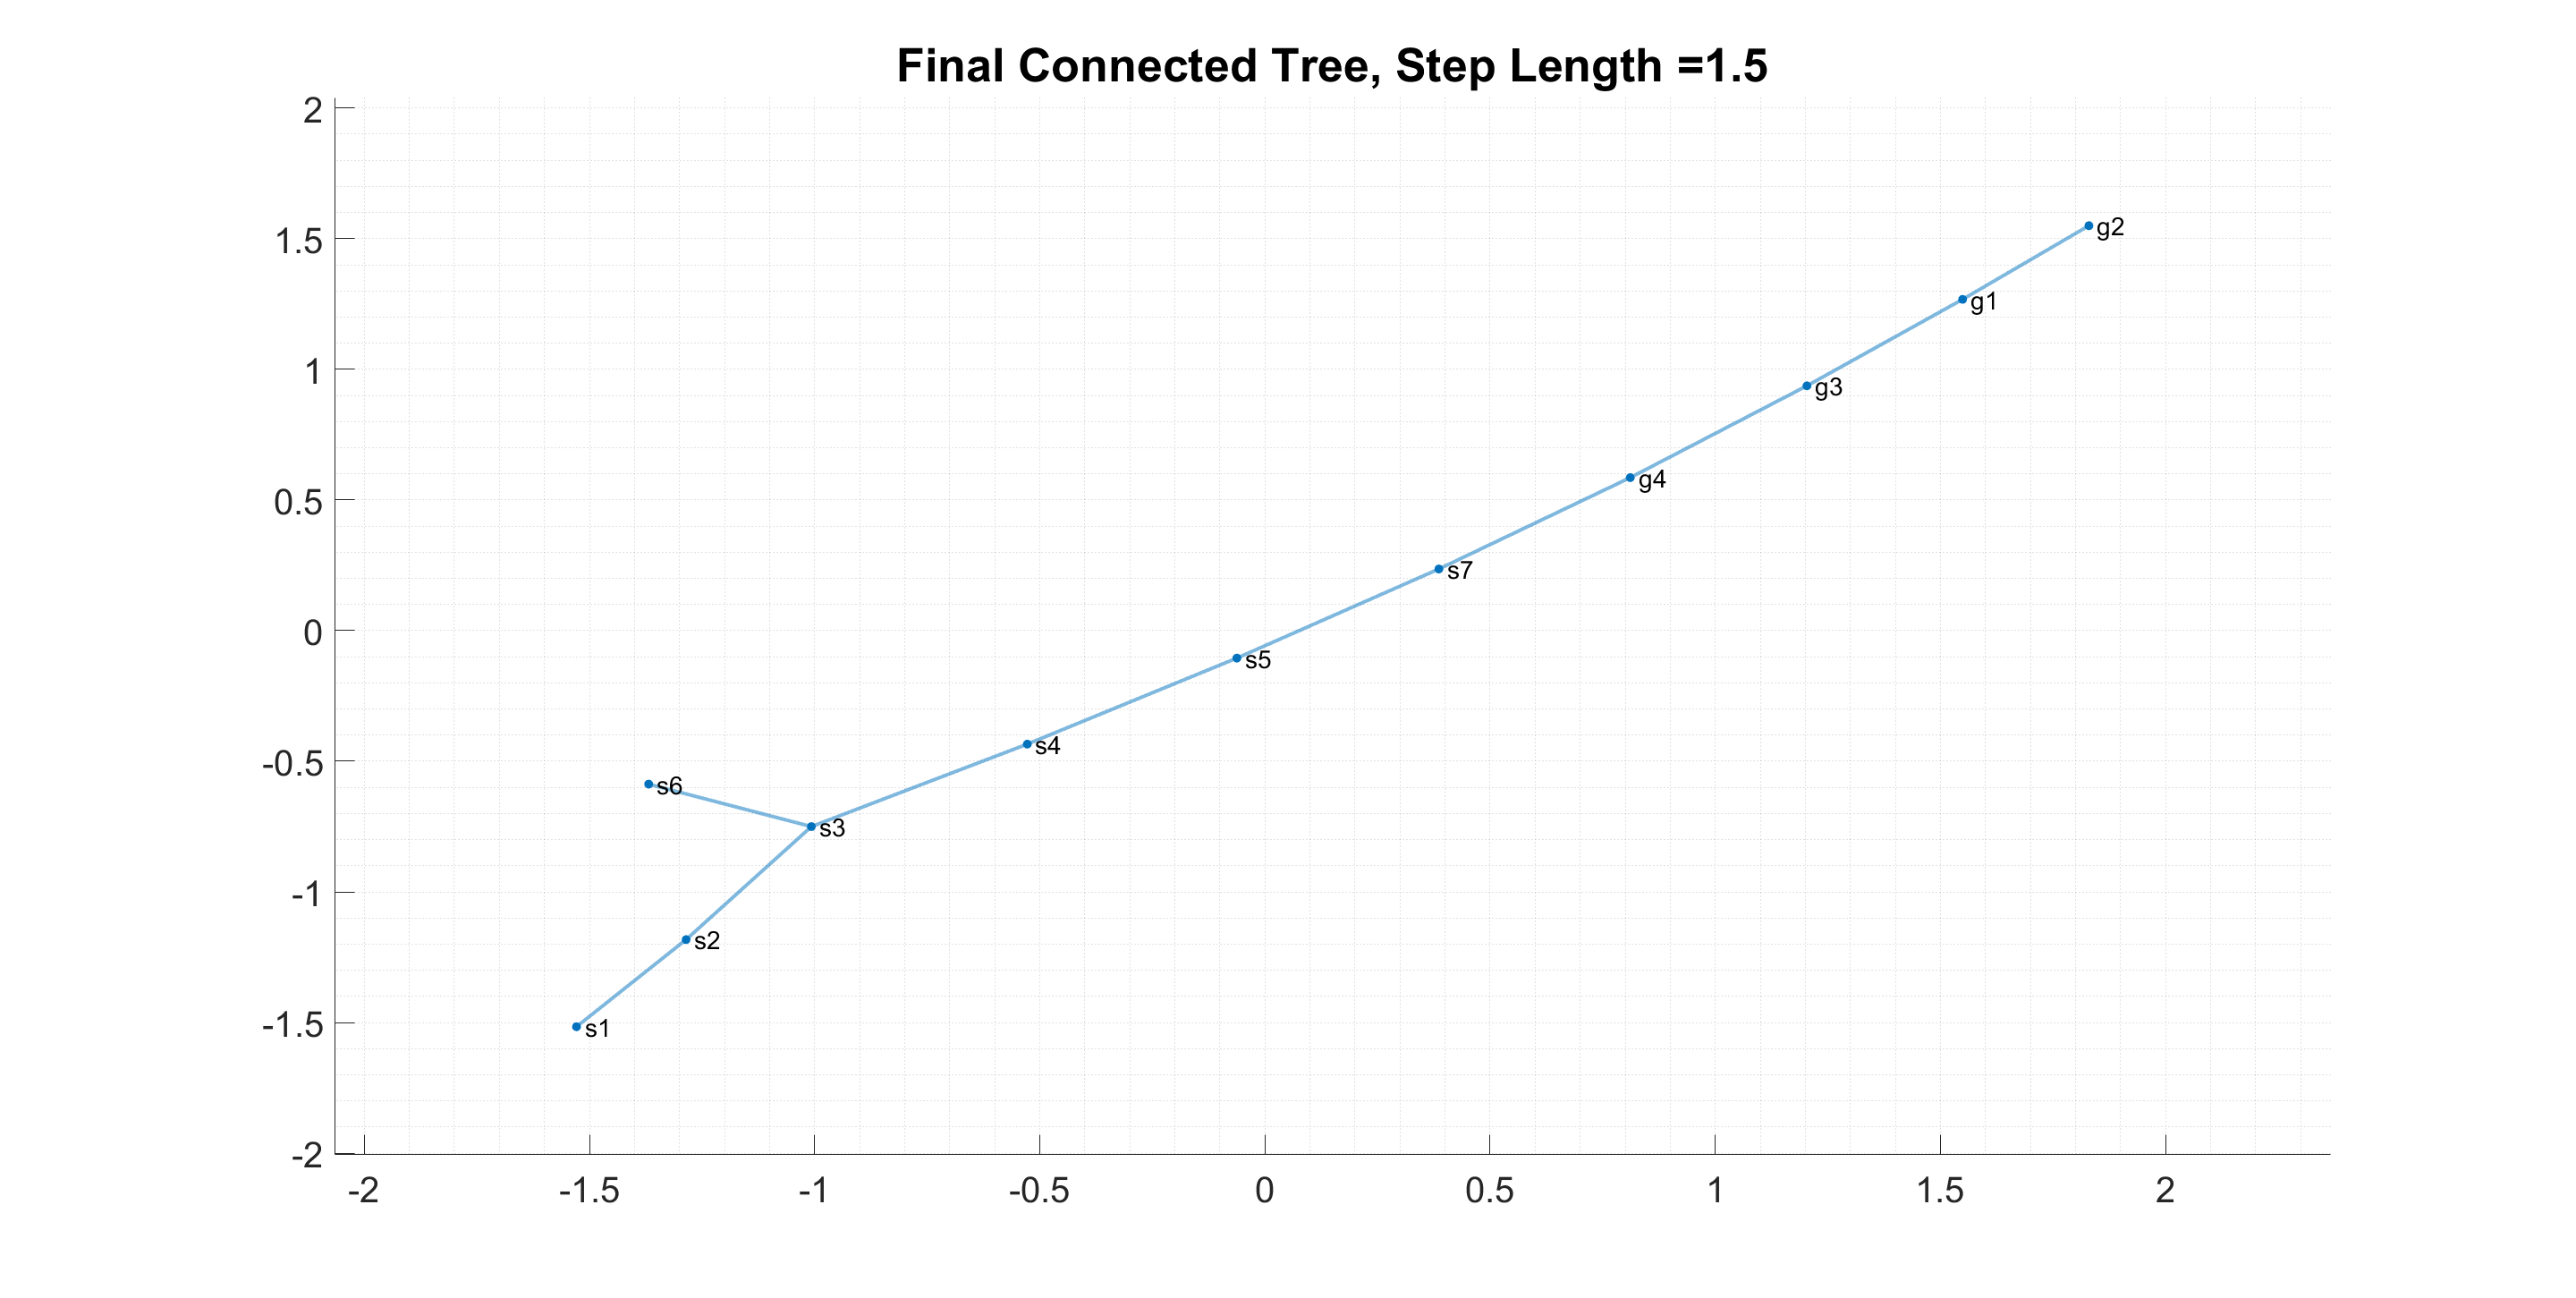 Final Connected Tree, Step Length =1.5
2
1.5
g2
g1
1
g3
0.5
g4
s7
0
s5
-0.5
s4
s6
s3
-1
s2
-1.5
s1
-2
-2 -1.5 -1 -0.5 0 0.5 1 1.5 2